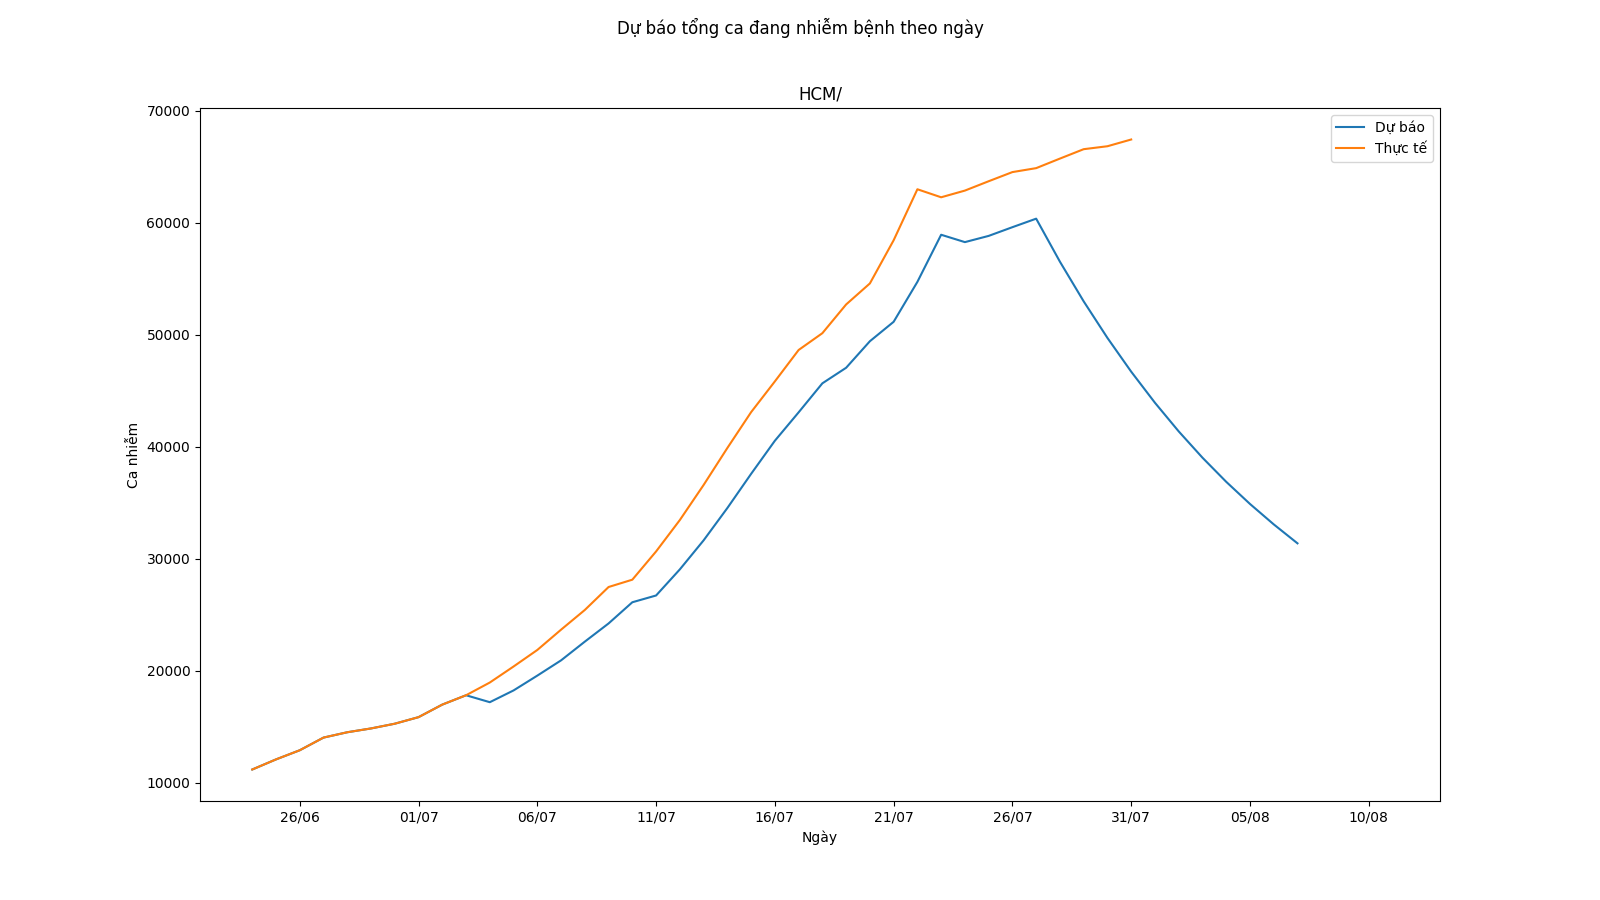 Dự báo tổng ca đang nhiễm bệnh theo ngày
HCM/
Dự báo
Thực tế
70000
60000
50000
40000
30000
20000
10000
Ca nhiễm
26/06
01/07
06/07
11/07
16/07
21/07
26/07
31/07
05/08
10/08
Ngày